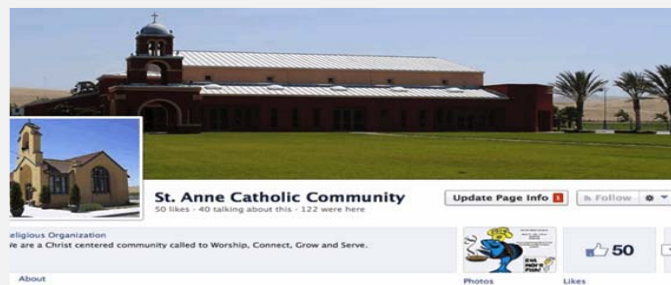 St. Anne Catholic Community
50 likes · 40 talking about this · 122 were here
Update Page Info 1
Follow
eligious Organization
e are a Christ centered community called to Worship, Connect, Grow and Serve.
50
About
Photos
Likes